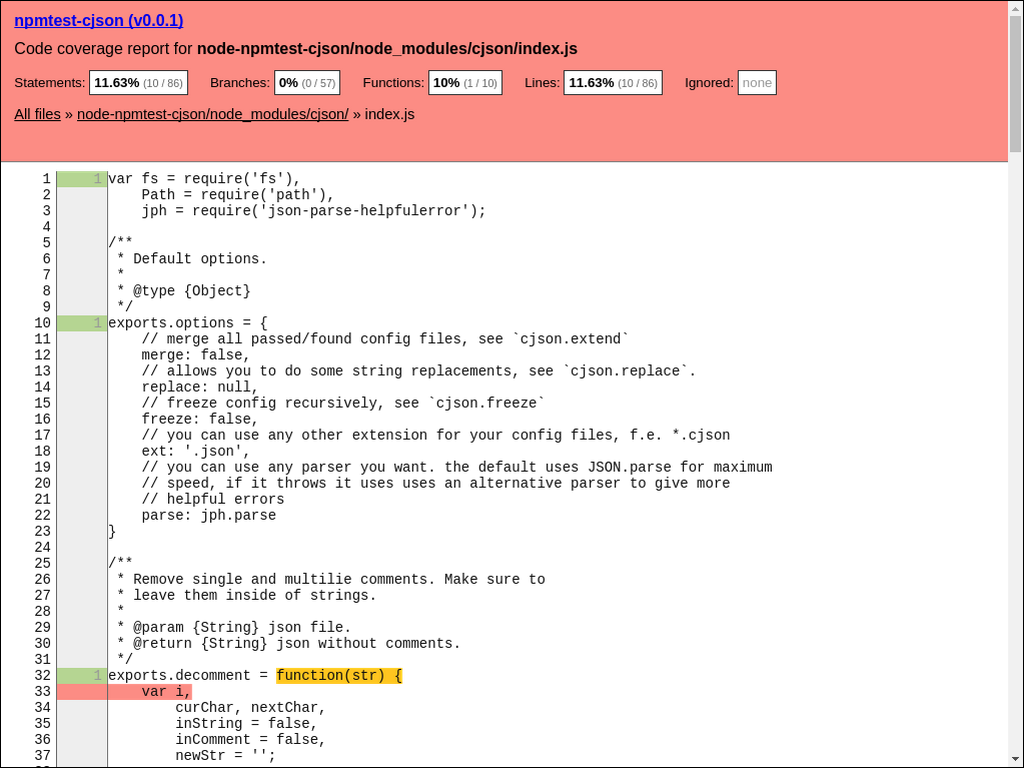 npmtest-cjson (v0.0.1)
Code coverage report for node-npmtest-cjson/node_modules/cjson/index.js
Statements: 11.63% (10 / 86) Branches: 0% (0 / 57) Functions: 10% (1 / 10) Lines: 11.63% (10 / 86) Ignored: none
All files » node-npmtest-cjson/node_modules/cjson/ » index.js
1 1 var fs = require('fs'),
2     Path = require('path'),
3     jph = require('json-parse-helpfulerror');
4
5 /**
6  * Default options.
7  *
8  * @type {Object}
9  */
10 1 exports.options = {
11     // merge all passed/found config files, see `cjson.extend`
12     merge: false,
13     // allows you to do some string replacements, see `cjson.replace`.
14     replace: null,
15     // freeze config recursively, see `cjson.freeze`
16     freeze: false,
17     // you can use any other extension for your config files, f.e. *.cjson
18     ext: '.json',
19     // you can use any parser you want. the default uses JSON.parse for maximum
20     // speed, if it throws it uses uses an alternative parser to give more
21     // helpful errors
22     parse: jph.parse
23 }
24
25 /**
26  * Remove single and multilie comments. Make sure to
27  * leave them inside of strings.
28  *
29  * @param {String} json file.
30  * @return {String} json without comments.
31  */
32 1 exports.decomment = function(str) {
33     var i,
34         curChar, nextChar,
35         inString = false,
36         inComment = false,
37         newStr = '';